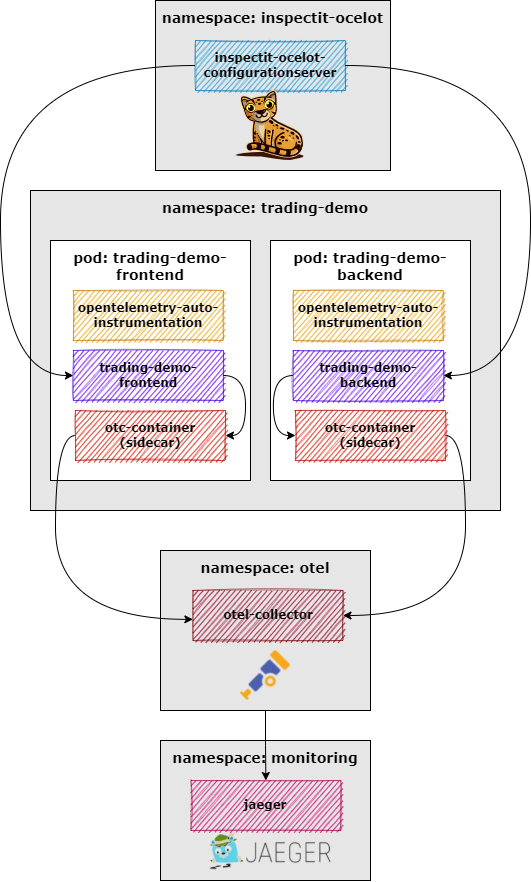 namespace: inspectit-ocelot
inspectit-ocelot-
configurationserver
namespace: trading-demo
pod: trading-demo-
frontend
opentelemetry-auto-
instrumentation
trading-demo-
frontend
otc-container
(sidecar)
pod: trading-demo-
backend
opentelemetry-auto-
instrumentation
trading-demo-
backend
otc-container
(sidecar)
namespace: otel
otel-collector
namespace: monitoring
jaeger
JAEGER